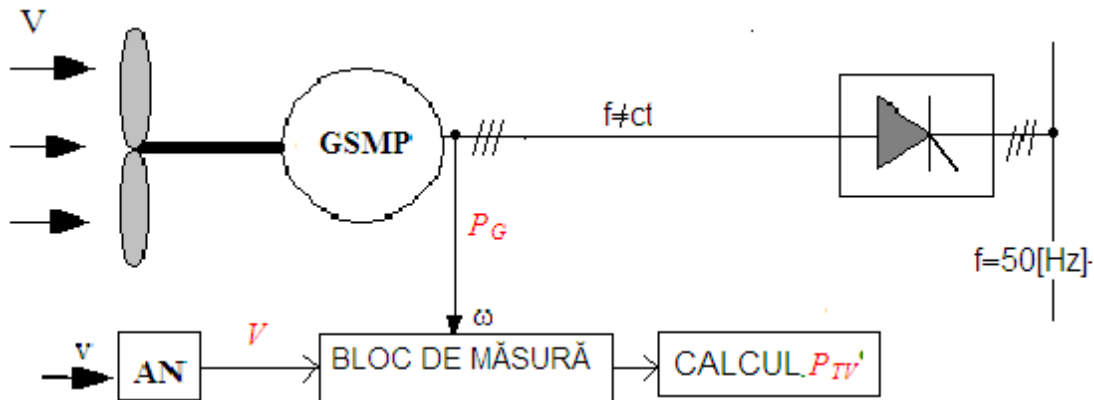 V
GSMP
f≠ct
P_G
f=50[Hz]
ω
v
AN
V
BLOC DE MĂSURĂ
CALCUL P_TV'